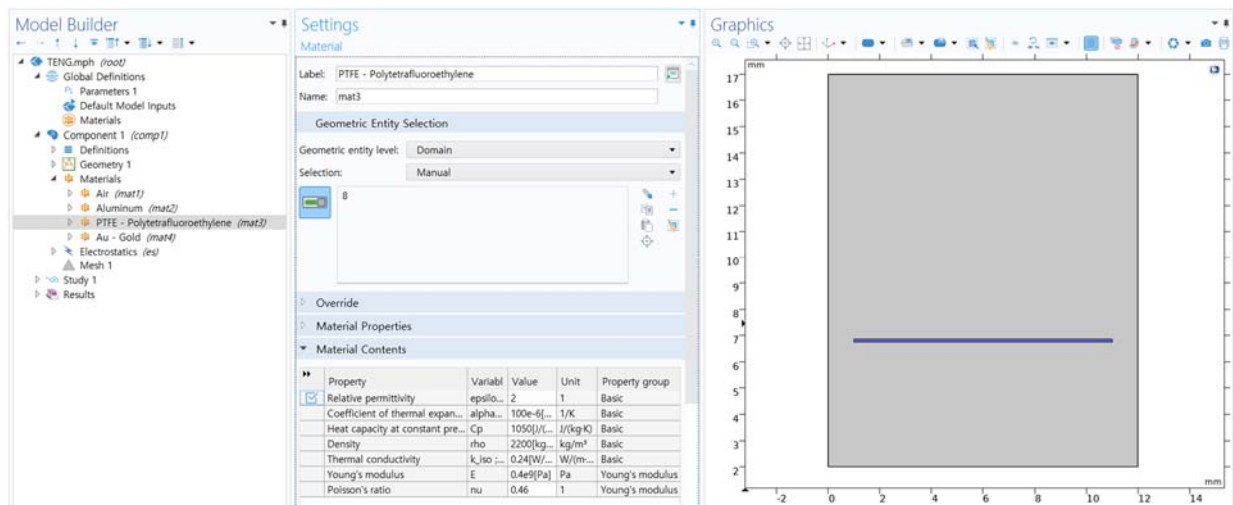 Model Builder
TENG.mph (root)
Global Definitions
Parameters 1
Default Model Inputs
Materials
Component 1 (comp1)
Definitions
Geometry 1
Materials
Air (mat1)
Aluminum (mat2)
PTFE - Polytetrafluoroethylene (mat3)
Au - Gold (mat4)
Electrostatics (es)
Mesh 1
Study 1
Results
Settings
Material
Label: PTFE - Polytetrafluoroethylene
Name: mat3
Geometric Entity Selection
Geometric entity level: Domain
Selection: Manual
8
Override
Material Properties
Material Contents
Property Variabl Value Unit Property group
Relative permittivity epsilo... 2 1 Basic
Coefficient of thermal expan... alpha... 100e-6[... 1/K Basic
Heat capacity at constant pre... Cp 1050[J/(... J/(kg·K) Basic
Density rho 2200[kg... kg/m³ Basic
Thermal conductivity k_iso ;... 0.24[W/... W/(m·... Basic
Young's modulus E 0.4e9[Pa] Pa Young's modulus
Poisson's ratio nu 0.46 1 Young's modulus
Graphics
mm
17
16
15
14
13
12
11
10
9
8
7
6
5
4
3
2
-2 0 2 4 6 8 10 12 14
mm